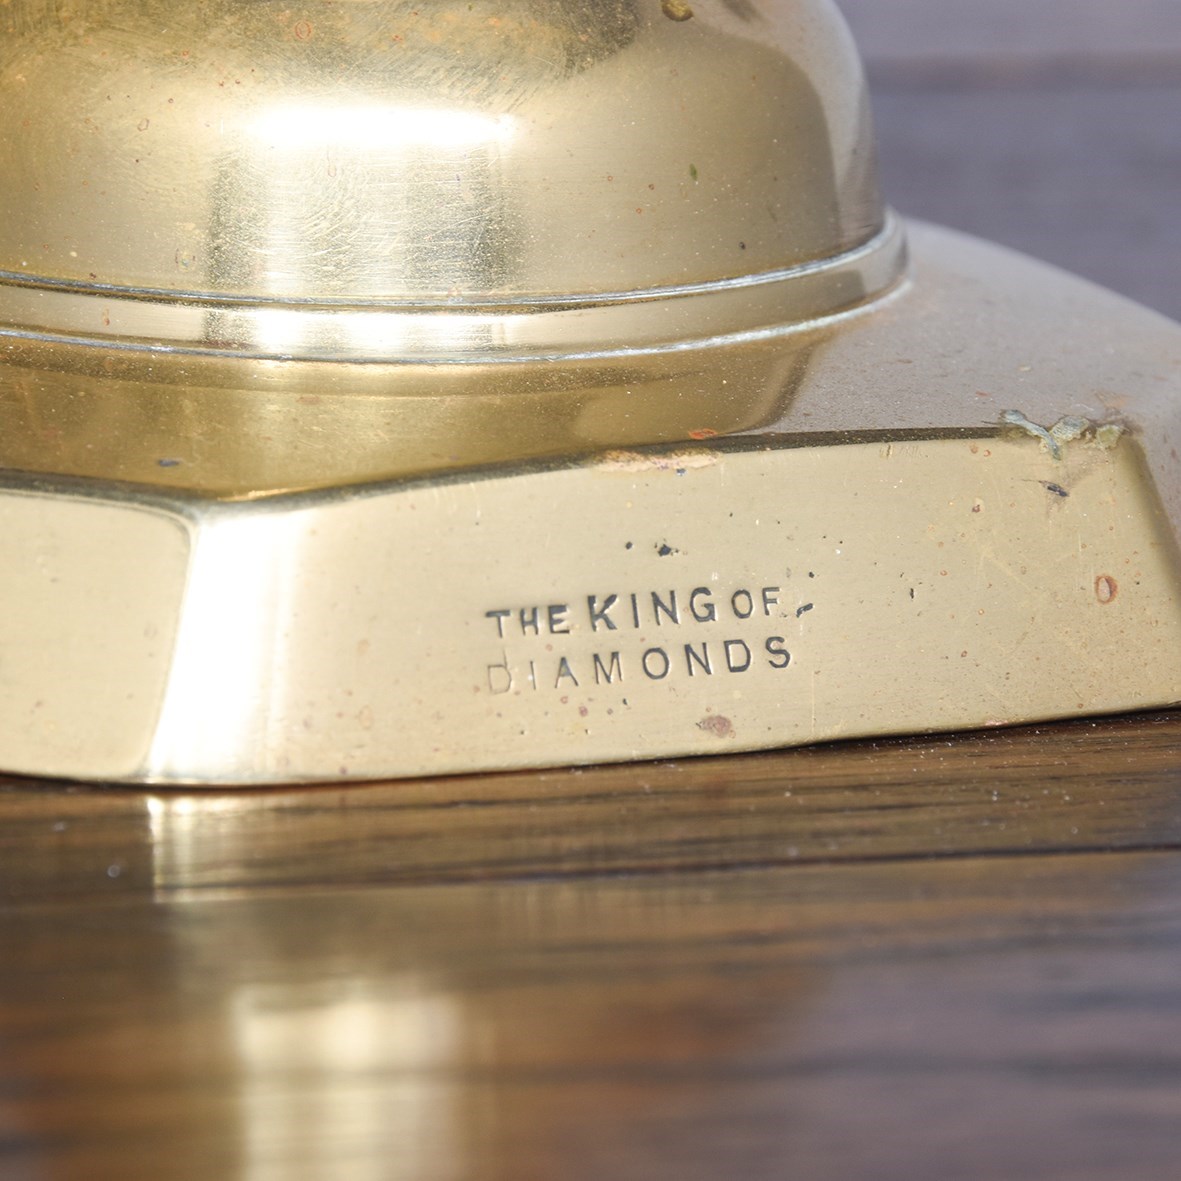 THE KING OF
DIAMONDS